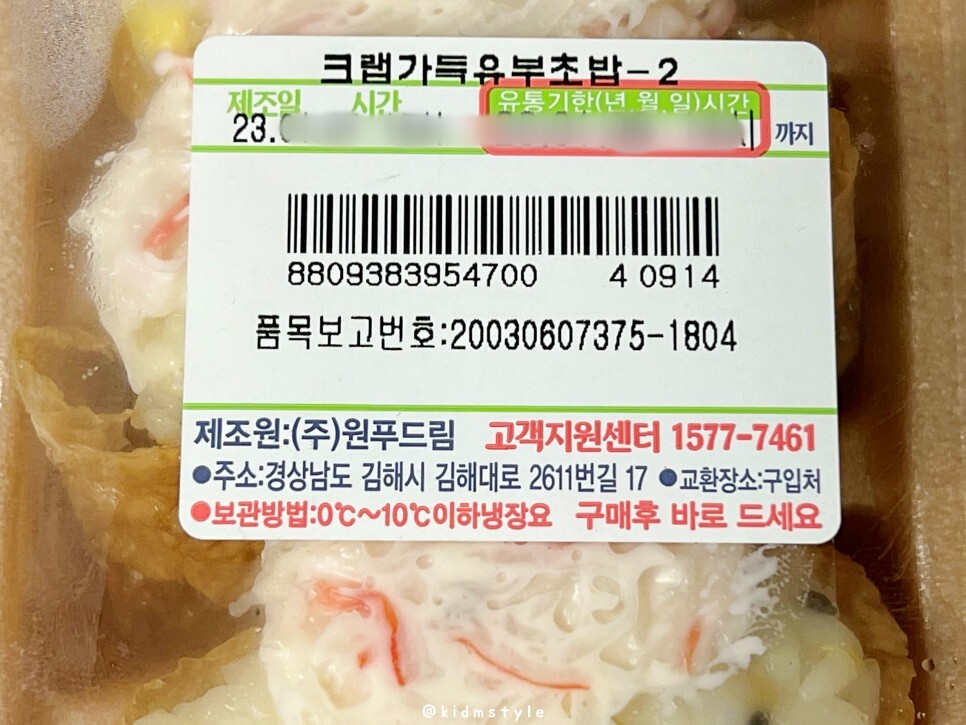 크랩가득유부초밥-2
제조일 시간 유통기한(년,월,일)시간
23. 까지
8809383954700 4 0914
품목보고번호:20030607375-1804
제조원:(주)원푸드림 고객지원센터 1577-7461
●주소:경상남도 김해시 김해대로 2611번길 17 ●교환장소:구입처
●보관방법:0℃~10℃이하냉장요 구매후 바로 드세요
@kidmstyle